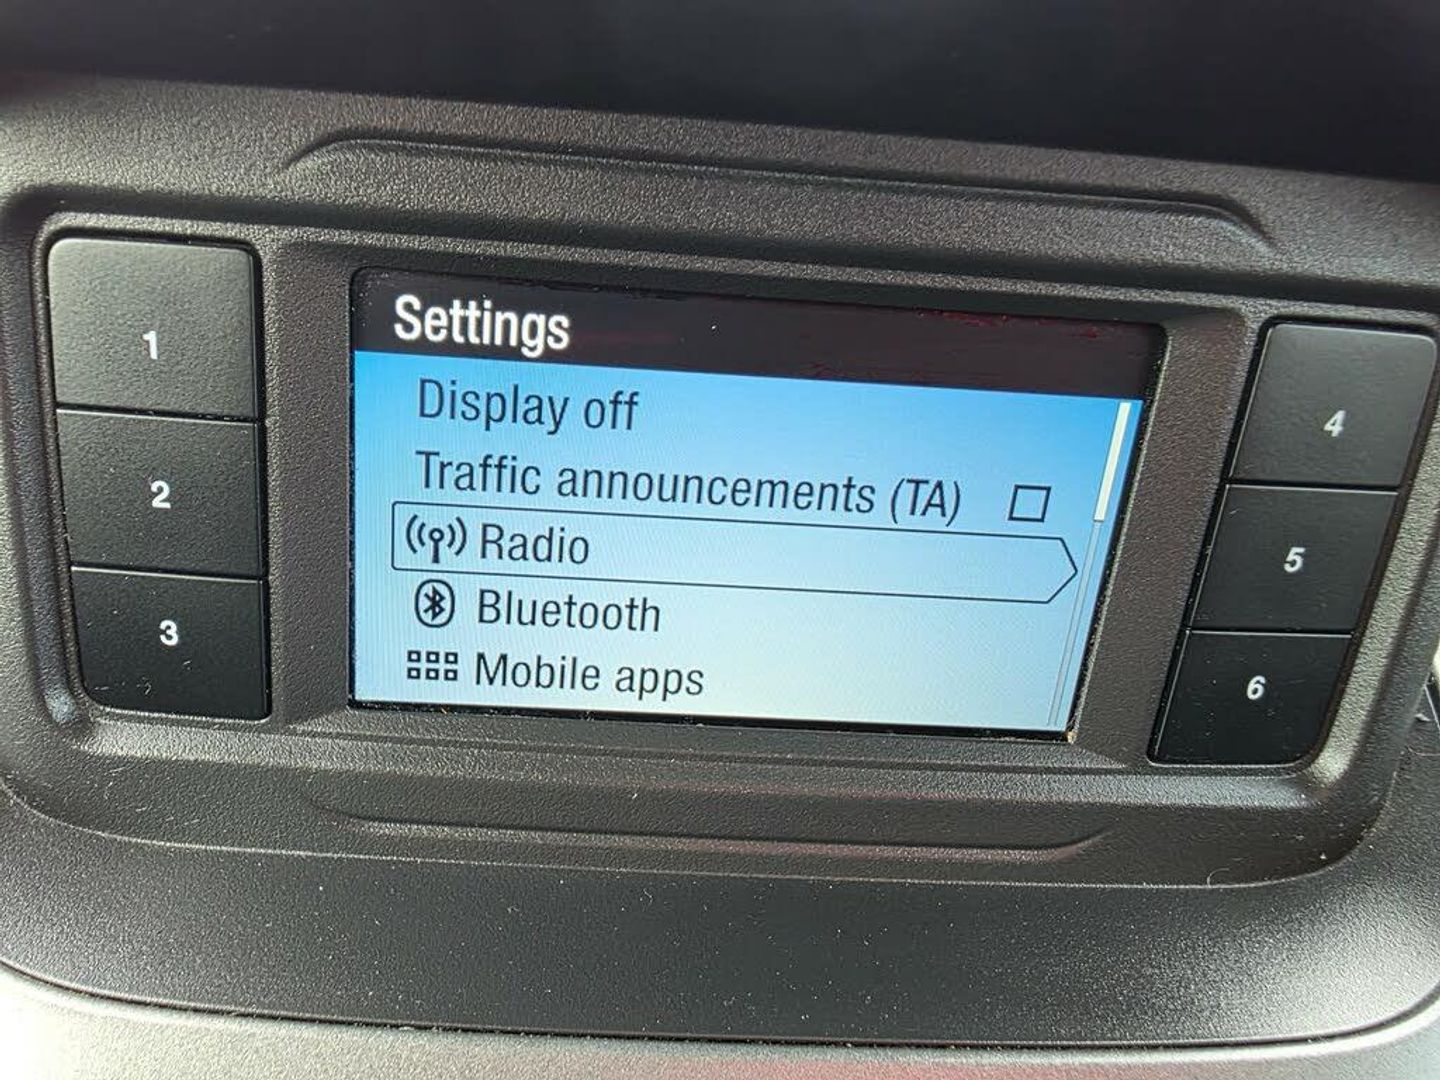 Settings
Display off
Traffic announcements (TA)
Radio
Bluetooth
Mobile apps
1
2
3
4
5
6